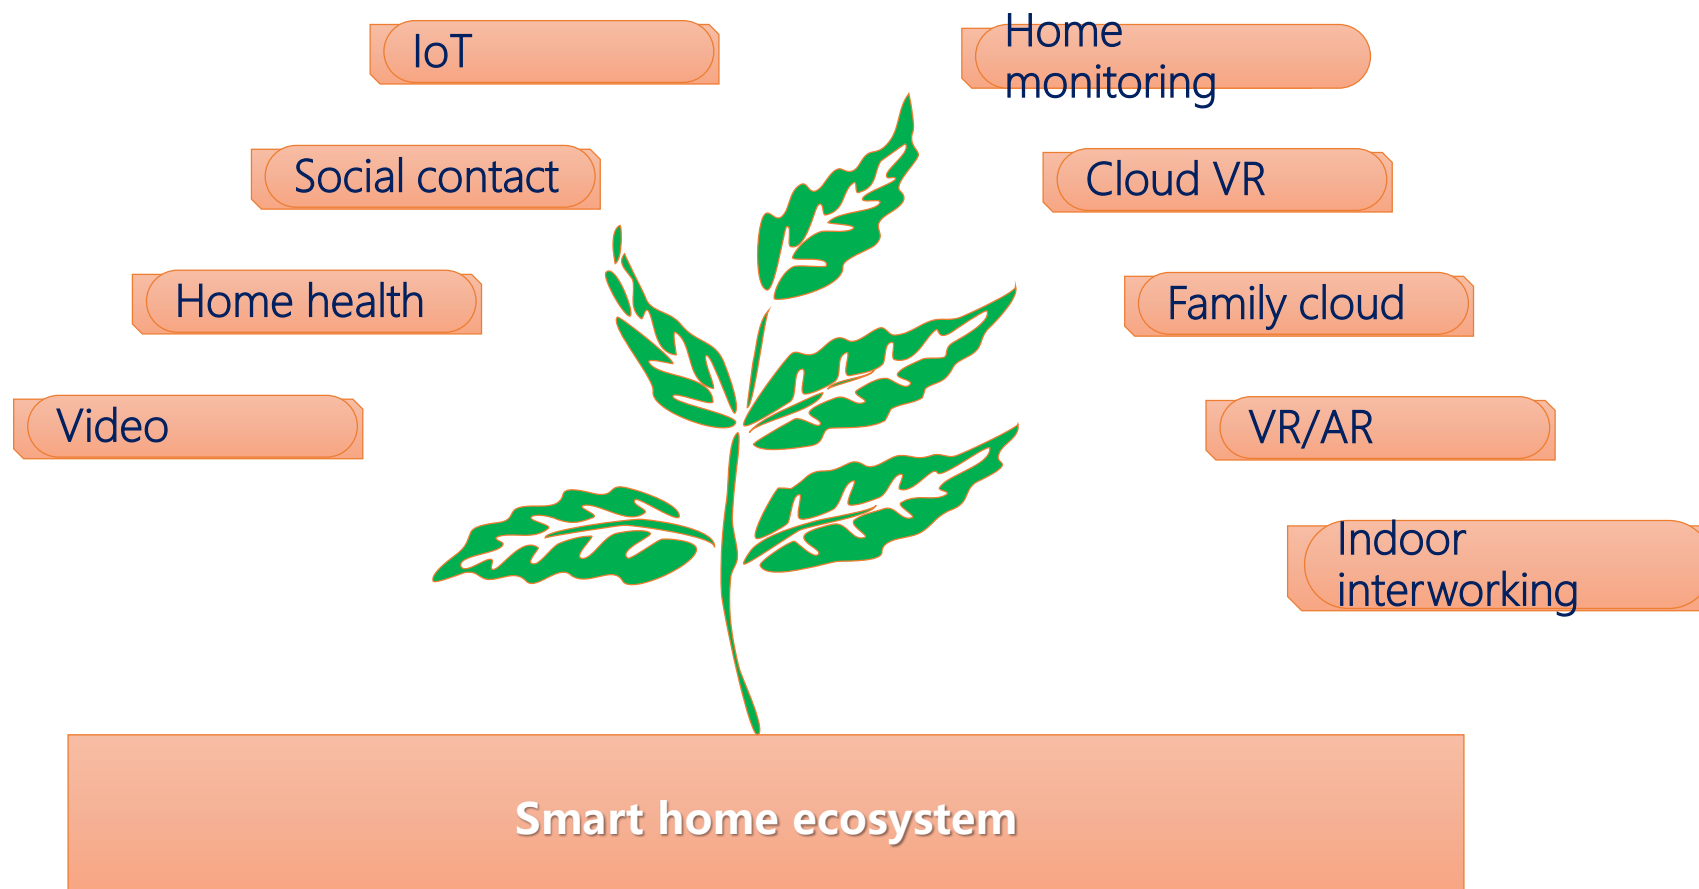 IoT
Home
monitoring
Social contact
Cloud VR
Home health
Family cloud
Video
VR/AR
Indoor
interworking
Smart home ecosystem